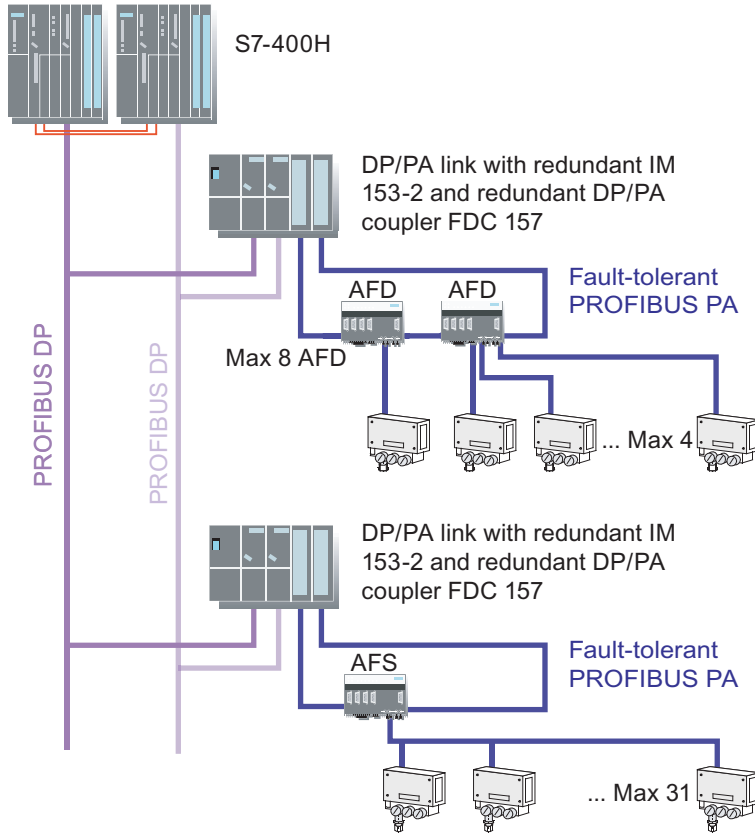 S7-400H
DP/PA link with redundant IM
153-2 and redundant DP/PA
coupler FDC 157
AFD
AFD
Fault-tolerant
PROFIBUS PA
Max 8 AFD
PROFIBUS DP
PROFIBUS DP
... Max 4
DP/PA link with redundant IM
153-2 and redundant DP/PA
coupler FDC 157
AFS
Fault-tolerant
PROFIBUS PA
... Max 31